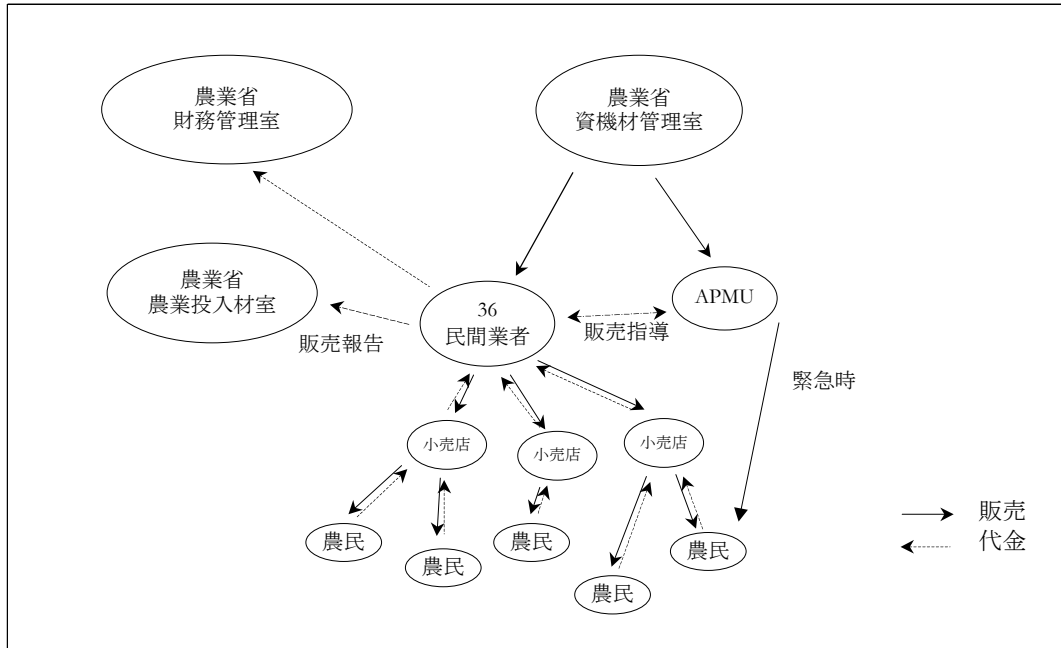 農業省
財務管理室
農業省
資機材管理室
農業省
農業投入材室
36
民間業者
APMU
販売指導
販売報告
緊急時
小売店
小売店
小売店
農民
農民
農民
農民
農民
販売
代金